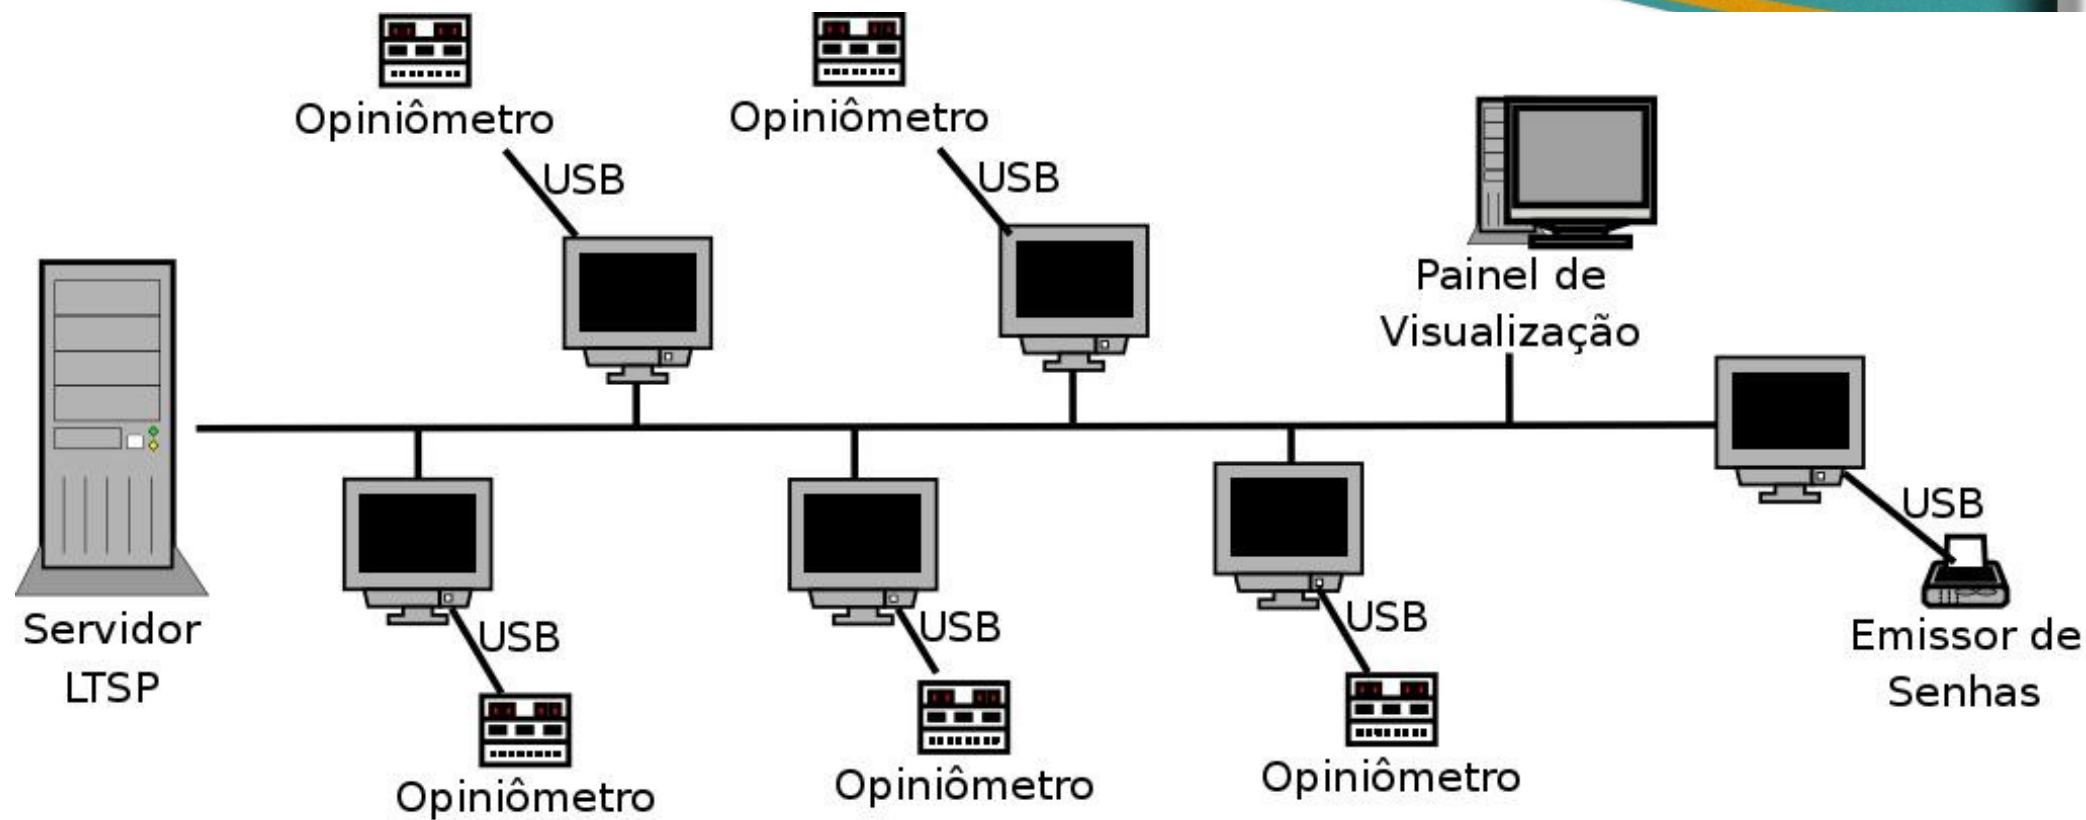 Opiniômetro
USB
Opiniômetro
USB
Painel de
Visualização
Servidor
LTSP
USB
Opiniômetro
USB
Opiniômetro
USB
Opiniômetro
USB
Emissor de
Senhas